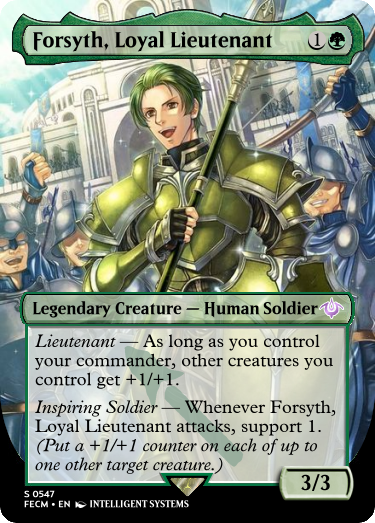 Forsyth, Loyal Lieutenant 1
Legendary Creature — Human Soldier
Lieutenant — As long as you control
your commander, other creatures you
control get +1/+1.
Inspiring Soldier — Whenever Forsyth,
Loyal Lieutenant attacks, support 1.
(Put a +1/+1 counter on each of up to
one other target creature.)
3/3
S 0547
FECM • EN INTELLIGENT SYSTEMS